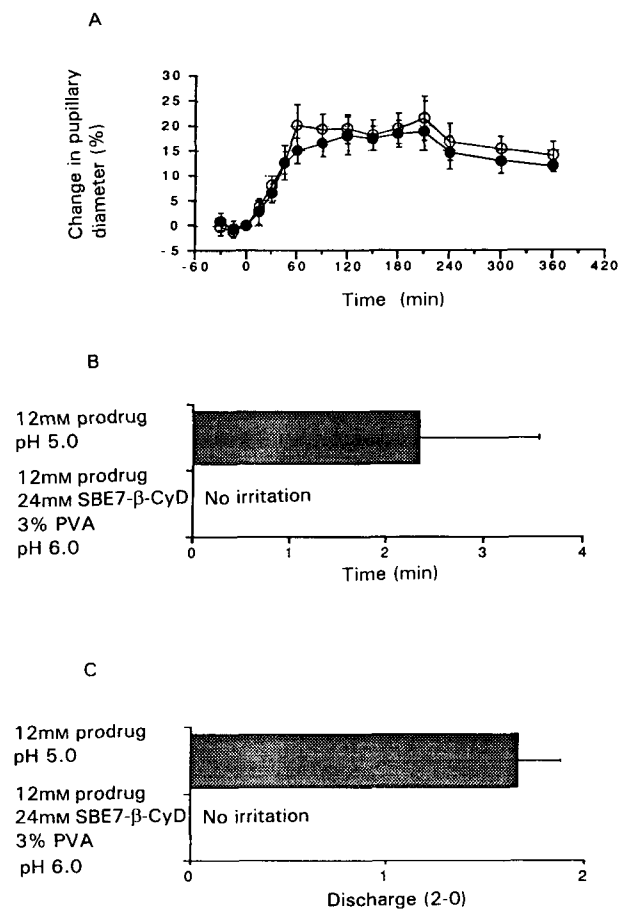 A
Change in pupillary
diameter (%)
30
25
20
15
10
5
0
-5
-60 0 60 120 180 240 300 360 420
Time (min)
B
12mM prodrug
pH 5.0
12mM prodrug
24mM SBE7-β-CyD
3% PVA
pH 6.0
No irritation
0 1 2 3 4
Time (min)
C
12mM prodrug
pH 5.0
12mM prodrug
24mM SBE7-β-CyD
3% PVA
pH 6.0
No irritation
0 1 2
Discharge (2-0)